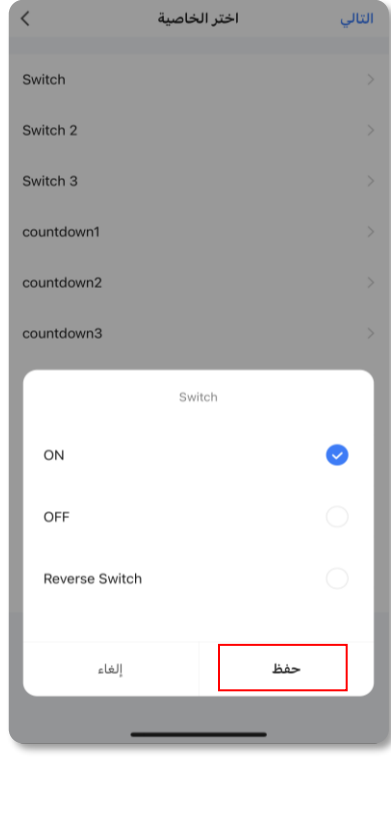 اختر الخاصية
التالي
Switch
Switch 2
Switch 3
countdown1
countdown2
countdown3
Switch
ON
OFF
Reverse Switch
إلغاء
حفظ